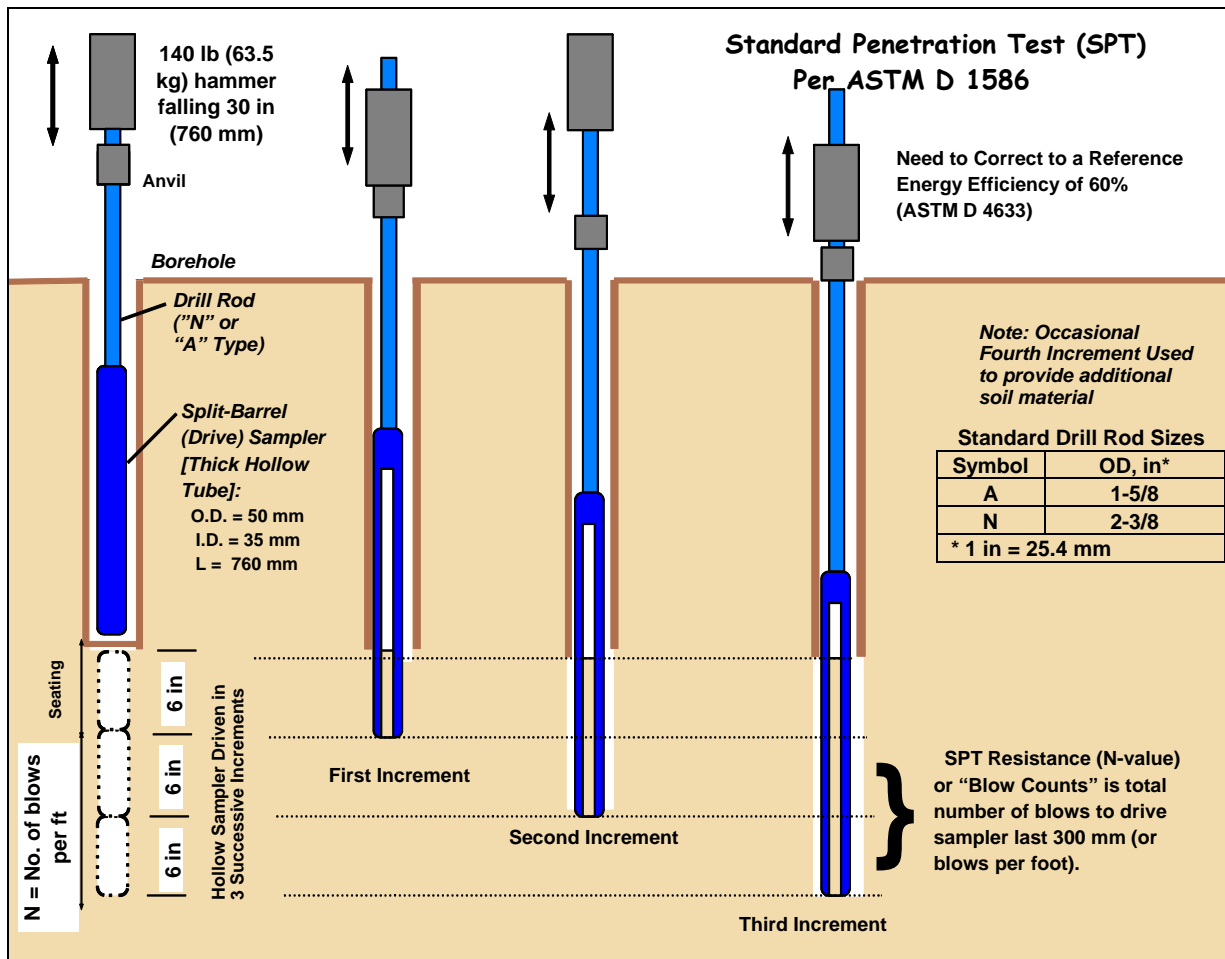 Standard Penetration Test (SPT)
Per ASTM D 1586
140 lb (63.5
kg) hammer
falling 30 in
(760 mm)
Anvil
Need to Correct to a Reference
Energy Efficiency of 60%
(ASTM D 4633)
Borehole
Drill Rod
(”N” or
“A” Type)
Split-Barrel
(Drive) Sampler
[Thick Hollow
Tube]:
O.D. = 50 mm
I.D. = 35 mm
L = 760 mm
Note: Occasional
Fourth Increment Used
to provide additional
soil material
Standard Drill Rod Sizes
Symbol OD, in*
A 1-5/8
N 2-3/8
* 1 in = 25.4 mm
Seating
N = No. of blows
per ft
6 in
6 in
6 in
Hollow Sampler Driven in
3 Successive Increments
First Increment
Second Increment
Third Increment
SPT Resistance (N-value)
or “Blow Counts” is total
number of blows to drive
sampler last 300 mm (or
blows per foot).
}